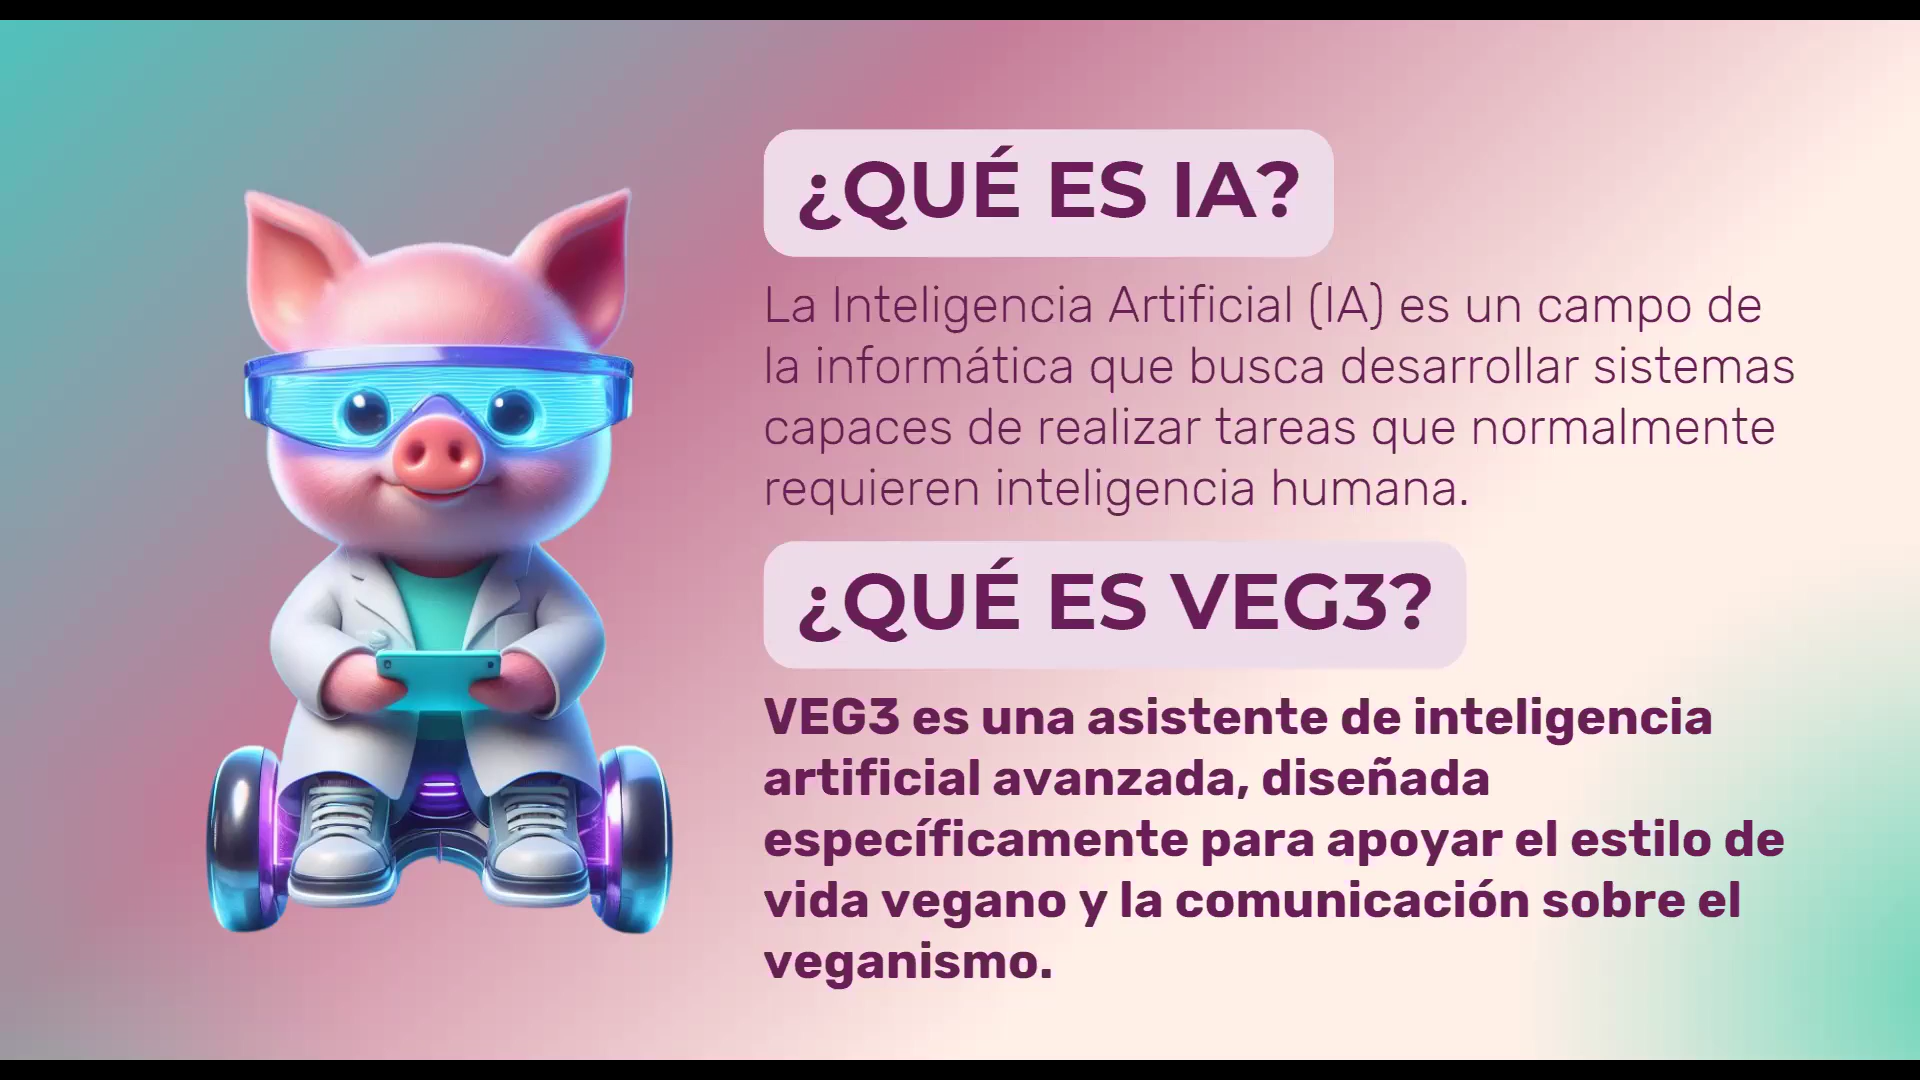 ¿QUÉ ES IA?
La Inteligencia Artificial (IA) es un campo de
la informática que busca desarrollar sistemas
capaces de realizar tareas que normalmente
requieren inteligencia humana.
¿QUÉ ES VEG3?
VEG3 es una asistente de inteligencia
artificial avanzada, diseñada
específicamente para apoyar el estilo de
vida vegano y la comunicación sobre el
veganismo.